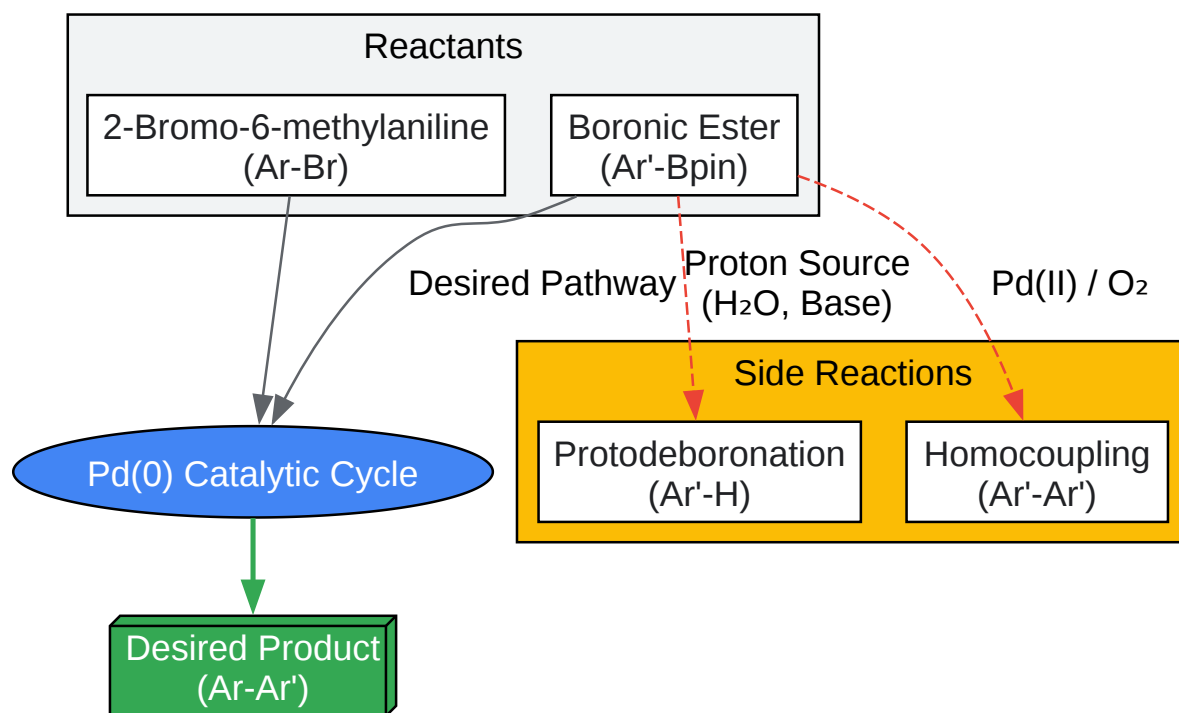 Reactants
2-Bromo-6-methylaniline
(Ar-Br)
Boronic Ester
(Ar'-Bpin)
Desired Pathway
Proton Source
(H₂O, Base)
Pd(II) / O₂
Side Reactions
Protodeboronation
(Ar'-H)
Homocoupling
(Ar'-Ar')
Pd(0) Catalytic Cycle
Desired Product
(Ar-Ar')